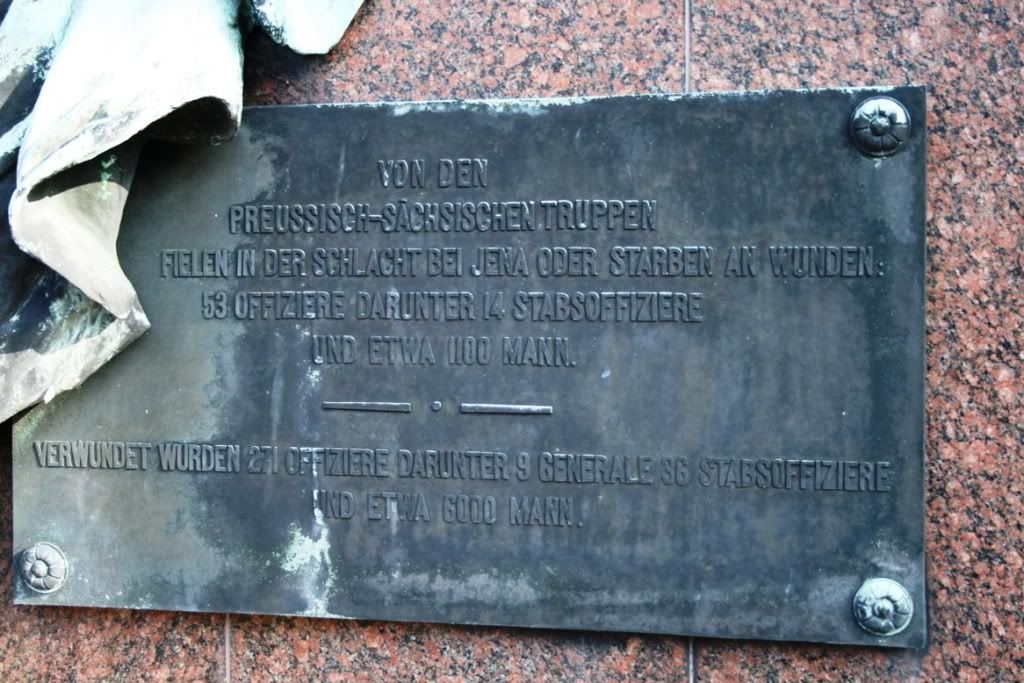 VON DEN
PREUSSISCH-SÄCHSISCHEN TRUPPEN
FIELEN IN DER SCHLACHT BEI JENA ODER STARBEN AN WUNDEN:
53 OFFIZIERE DARUNTER 14 STABSOFFIZIERE
UND ETWA 1100 MANN.
VERWUNDET WURDEN 271 OFFIZIERE DARUNTER 9 GENERALE 36 STABSOFFIZIERE
UND ETWA 6000 MANN.